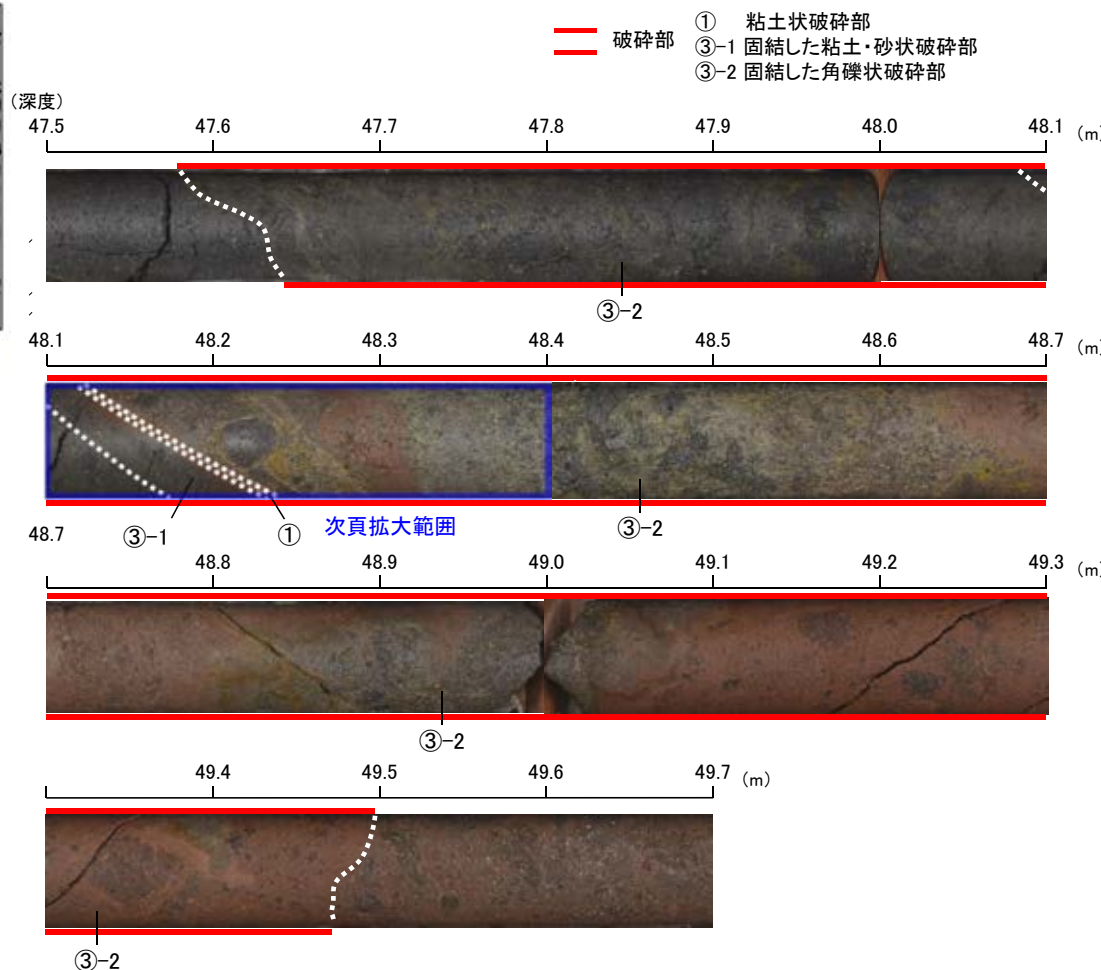 破砕部
① 粘土状破砕部
③-1 固結した粘土・砂状破砕部
③-2 固結した角礫状破砕部
(深度)
47.5 47.6 47.7 47.8 47.9 48.0 48.1 (m)
③-2
48.1 48.2 48.3 48.4 48.5 48.6 48.7 (m)
③-1 ① 次頁拡大範囲 ③-2
48.7 48.8 48.9 49.0 49.1 49.2 49.3 (m)
③-2
49.4 49.5 49.6 49.7 (m)
③-2